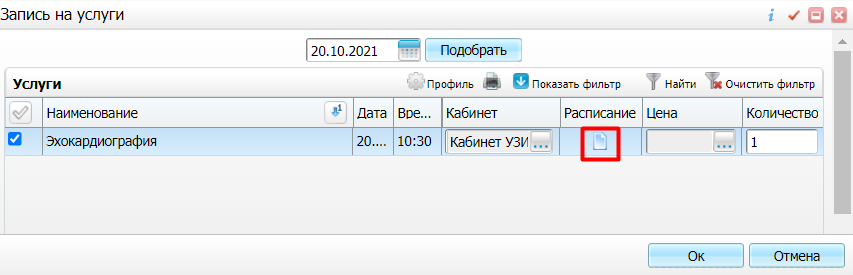 Запись на услуги
20.10.2021 Подобрать
Услуги Профиль Показать фильтр Найти Очистить фильтр
Наименование Дата Вре... Кабинет Расписание Цена Количество
Эхокардиография 20.... 10:30 Кабинет УЗИ ... ... 1
Ок Отмена